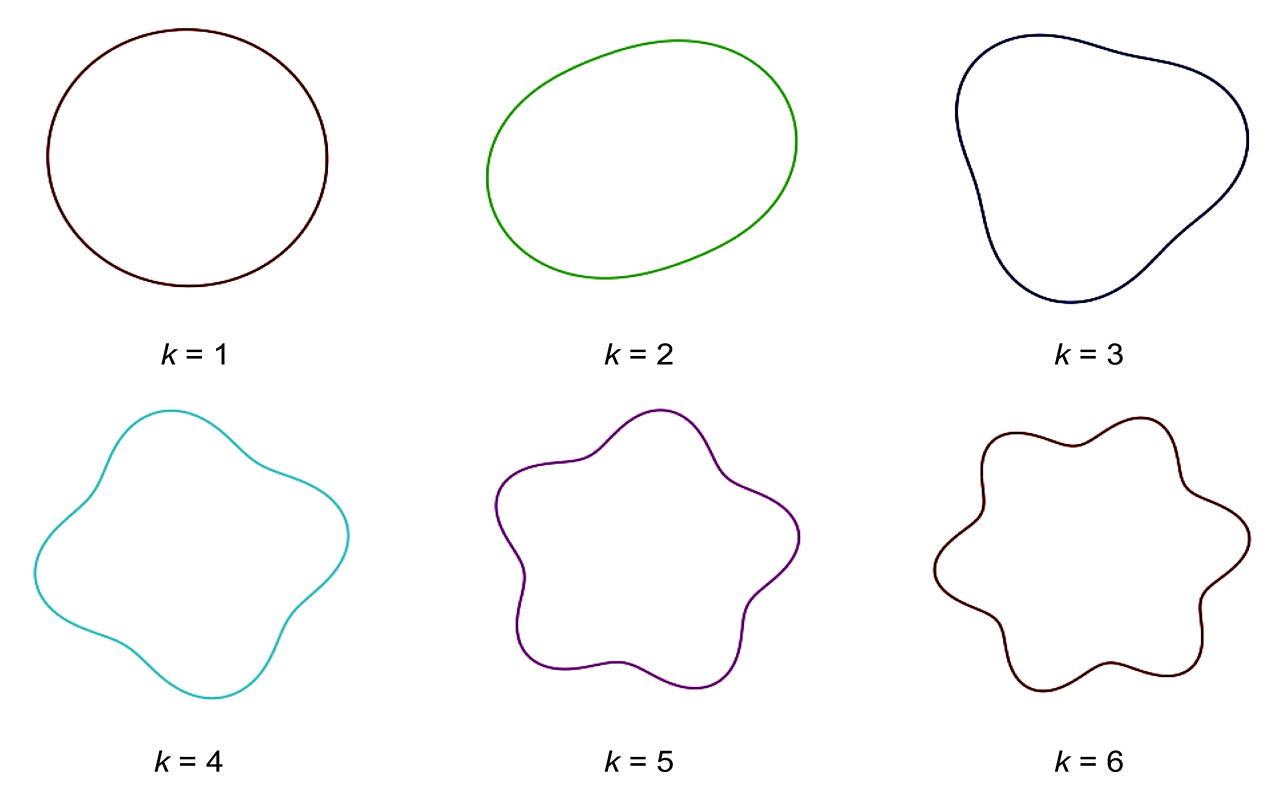 k = 1
k = 2
k = 3
k = 4
k = 5
k = 6